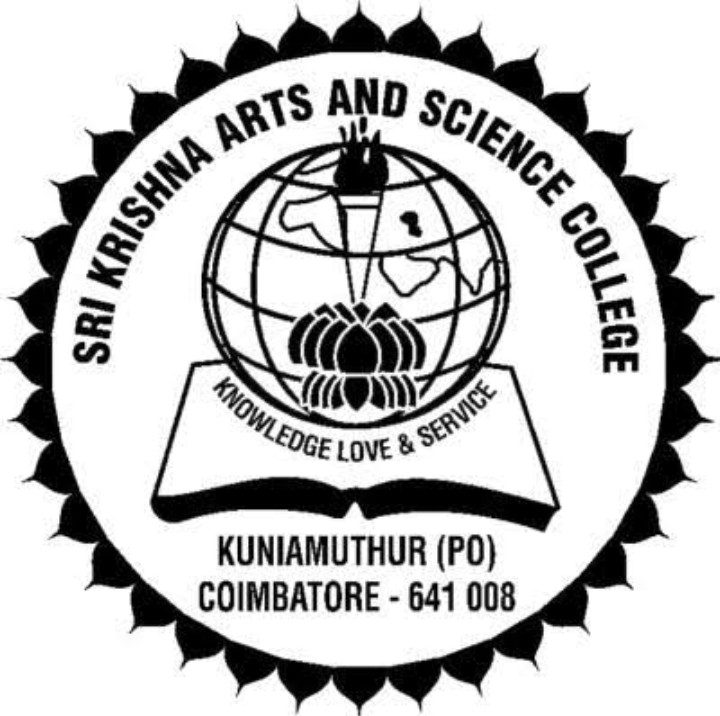 SRI KRISHNA ARTS AND SCIENCE COLLEGE
KNOWLEDGE LOVE & SERVICE
KUNIAMUTHUR (PO)
COIMBATORE - 641 008